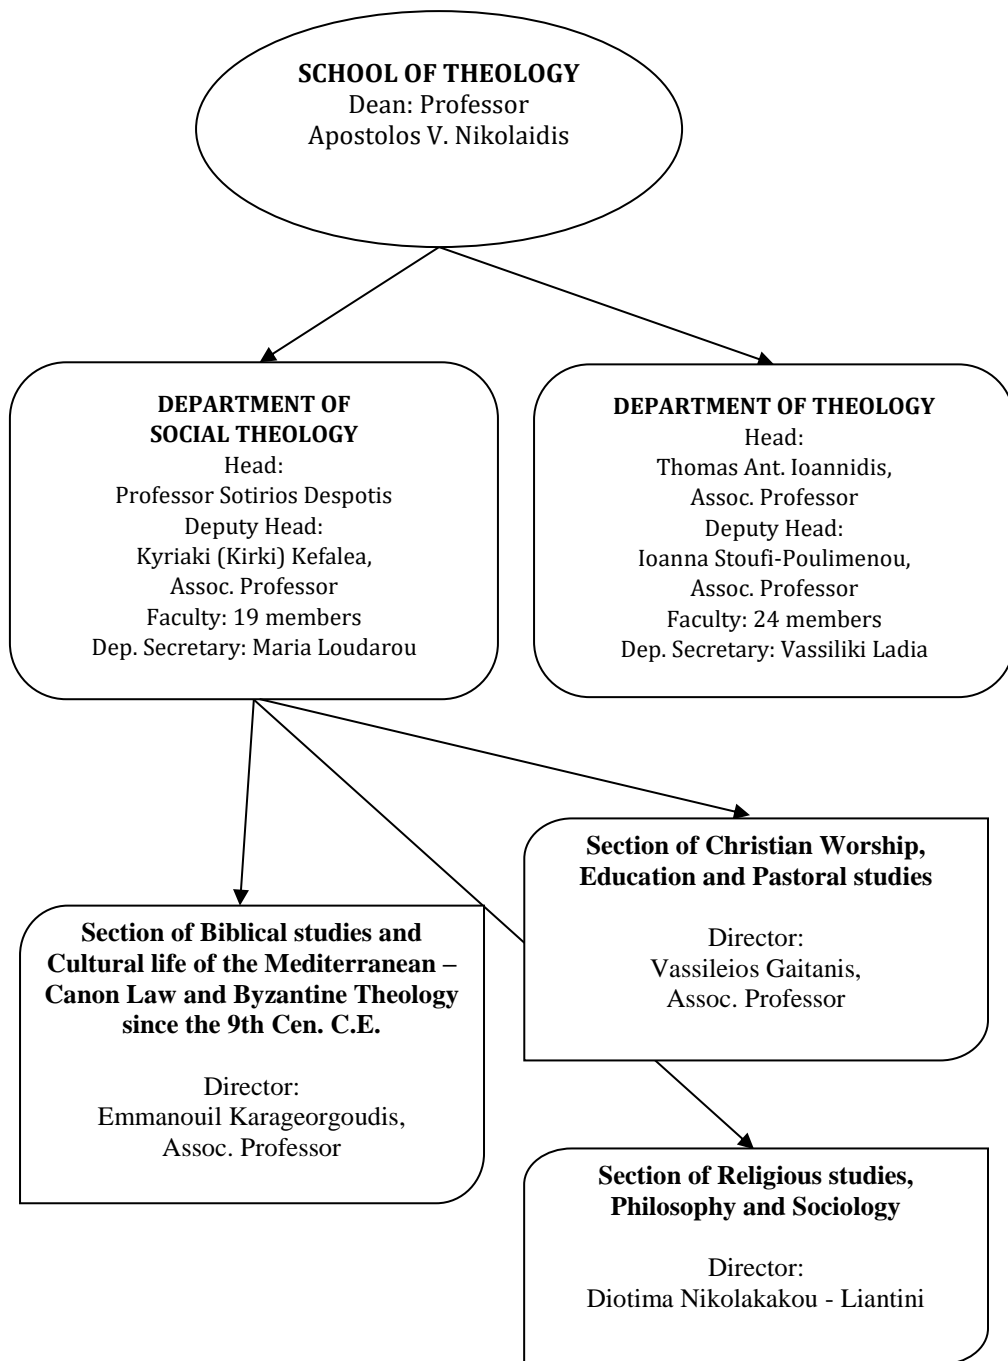 SCHOOL OF THEOLOGY
Dean: Professor
Apostolos V. Nikolaidis
DEPARTMENT OF
SOCIAL THEOLOGY
Head:
Professor Sotirios Despotis
Deputy Head:
Kyriaki (Kirki) Kefalea,
Assoc. Professor
Faculty: 19 members
Dep. Secretary: Maria Loudarou
DEPARTMENT OF THEOLOGY
Head:
Thomas Ant. Ioannidis,
Assoc. Professor
Deputy Head:
Ioanna Stoufi-Poulimenou,
Assoc. Professor
Faculty: 24 members
Dep. Secretary: Vassiliki Ladia
Section of Christian Worship,
Education and Pastoral studies
Director:
Vassileios Gaitanis,
Assoc. Professor
Section of Biblical studies and
Cultural life of the Mediterranean –
Canon Law and Byzantine Theology
since the 9th Cen. C.E.
Director:
Emmanouil Karageorgoudis,
Assoc. Professor
Section of Religious studies,
Philosophy and Sociology
Director:
Diotima Nikolakakou - Liantini